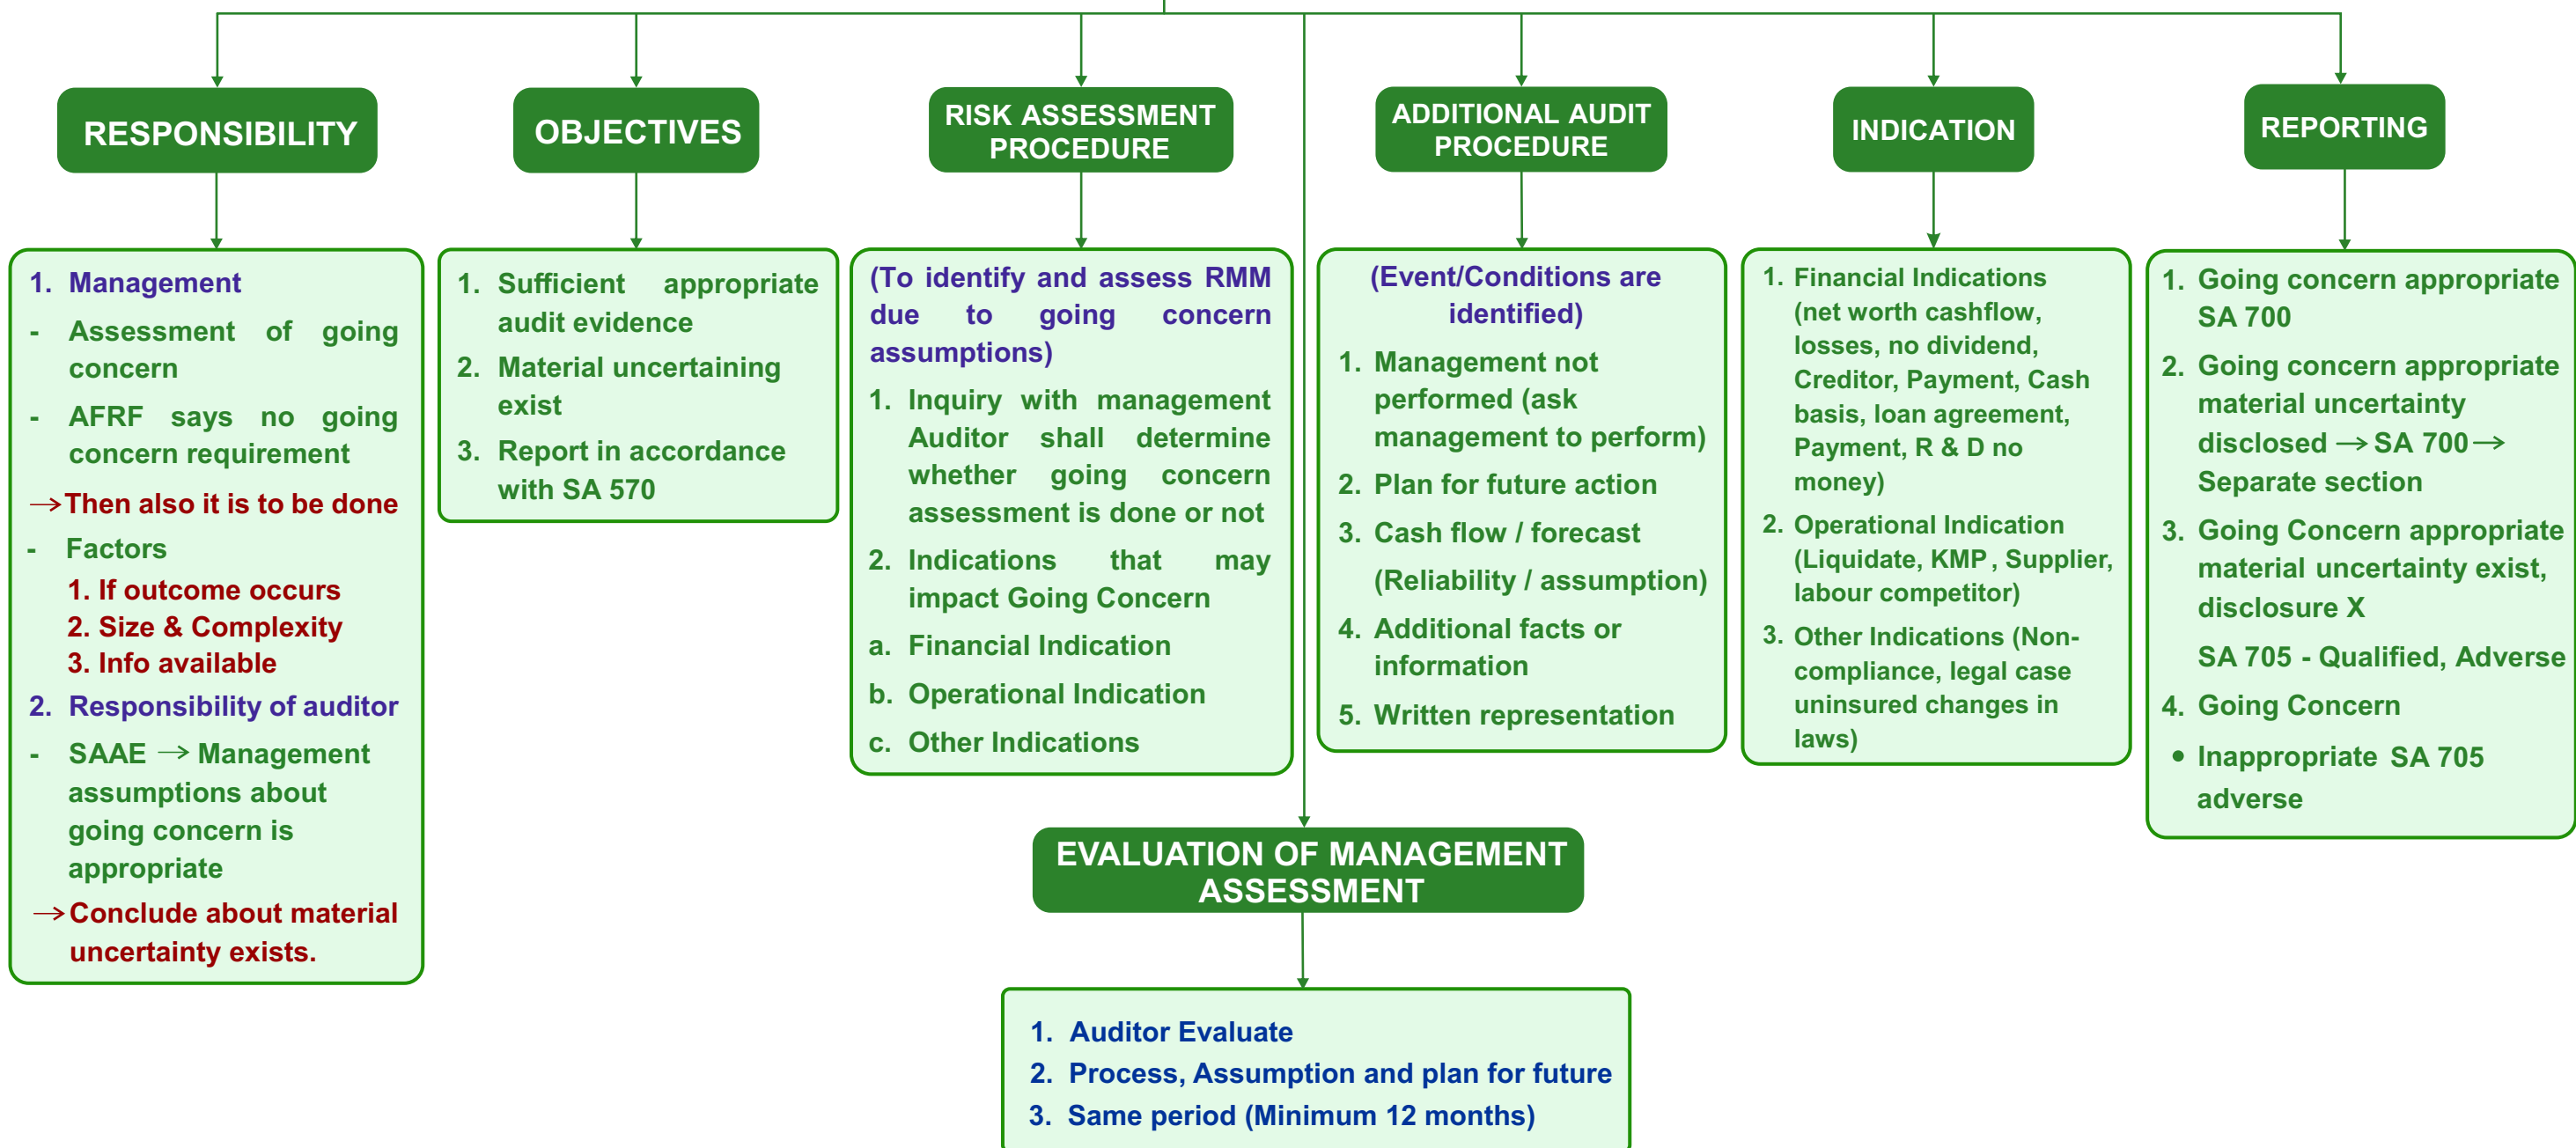 RESPONSIBILITY
1. Management
- Assessment of going
concern
- AFRF says no going
concern requirement
→Then also it is to be done
- Factors
1. If outcome occurs
2. Size & Complexity
3. Info available
2. Responsibility of auditor
- SAAE → Management
assumptions about
going concern is
appropriate
→Conclude about material
uncertainty exists.
OBJECTIVES
1. Sufficient appropriate
audit evidence
2. Material uncertaining
exist
3. Report in accordance
with SA 570
RISK ASSESSMENT
PROCEDURE
(To identify and assess RMM
due to going concern
assumptions)
1. Inquiry with management
Auditor shall determine
whether going concern
assessment is done or not
2. Indications that may
impact Going Concern
a. Financial Indication
b. Operational Indication
c. Other Indications
EVALUATION OF MANAGEMENT
ASSESSMENT
1. Auditor Evaluate
2. Process, Assumption and plan for future
3. Same period (Minimum 12 months)
ADDITIONAL AUDIT
PROCEDURE
(Event/Conditions are
identified)
1. Management not
performed (ask
management to perform)
2. Plan for future action
3. Cash flow / forecast
(Reliability / assumption)
4. Additional facts or
information
5. Written representation
INDICATION
1. Financial Indications
(net worth cashflow,
losses, no dividend,
Creditor, Payment, Cash
basis, loan agreement,
Payment, R & D no
money)
2. Operational Indication
(Liquidate, KMP, Supplier,
labour competitor)
3. Other Indications (Non-
compliance, legal case
uninsured changes in
laws)
REPORTING
1. Going concern appropriate
SA 700
2. Going concern appropriate
material uncertainty
disclosed → SA 700 →
Separate section
3. Going Concern appropriate
material uncertainty exist,
disclosure X
SA 705 - Qualified, Adverse
4. Going Concern
• Inappropriate SA 705
adverse